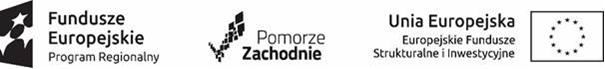 Fundusze
Europejskie
Program Regionalny
Pomorze
Zachodnie
Unia Europejska
Europejskie Fundusze
Strukturalne i Inwestycyjne